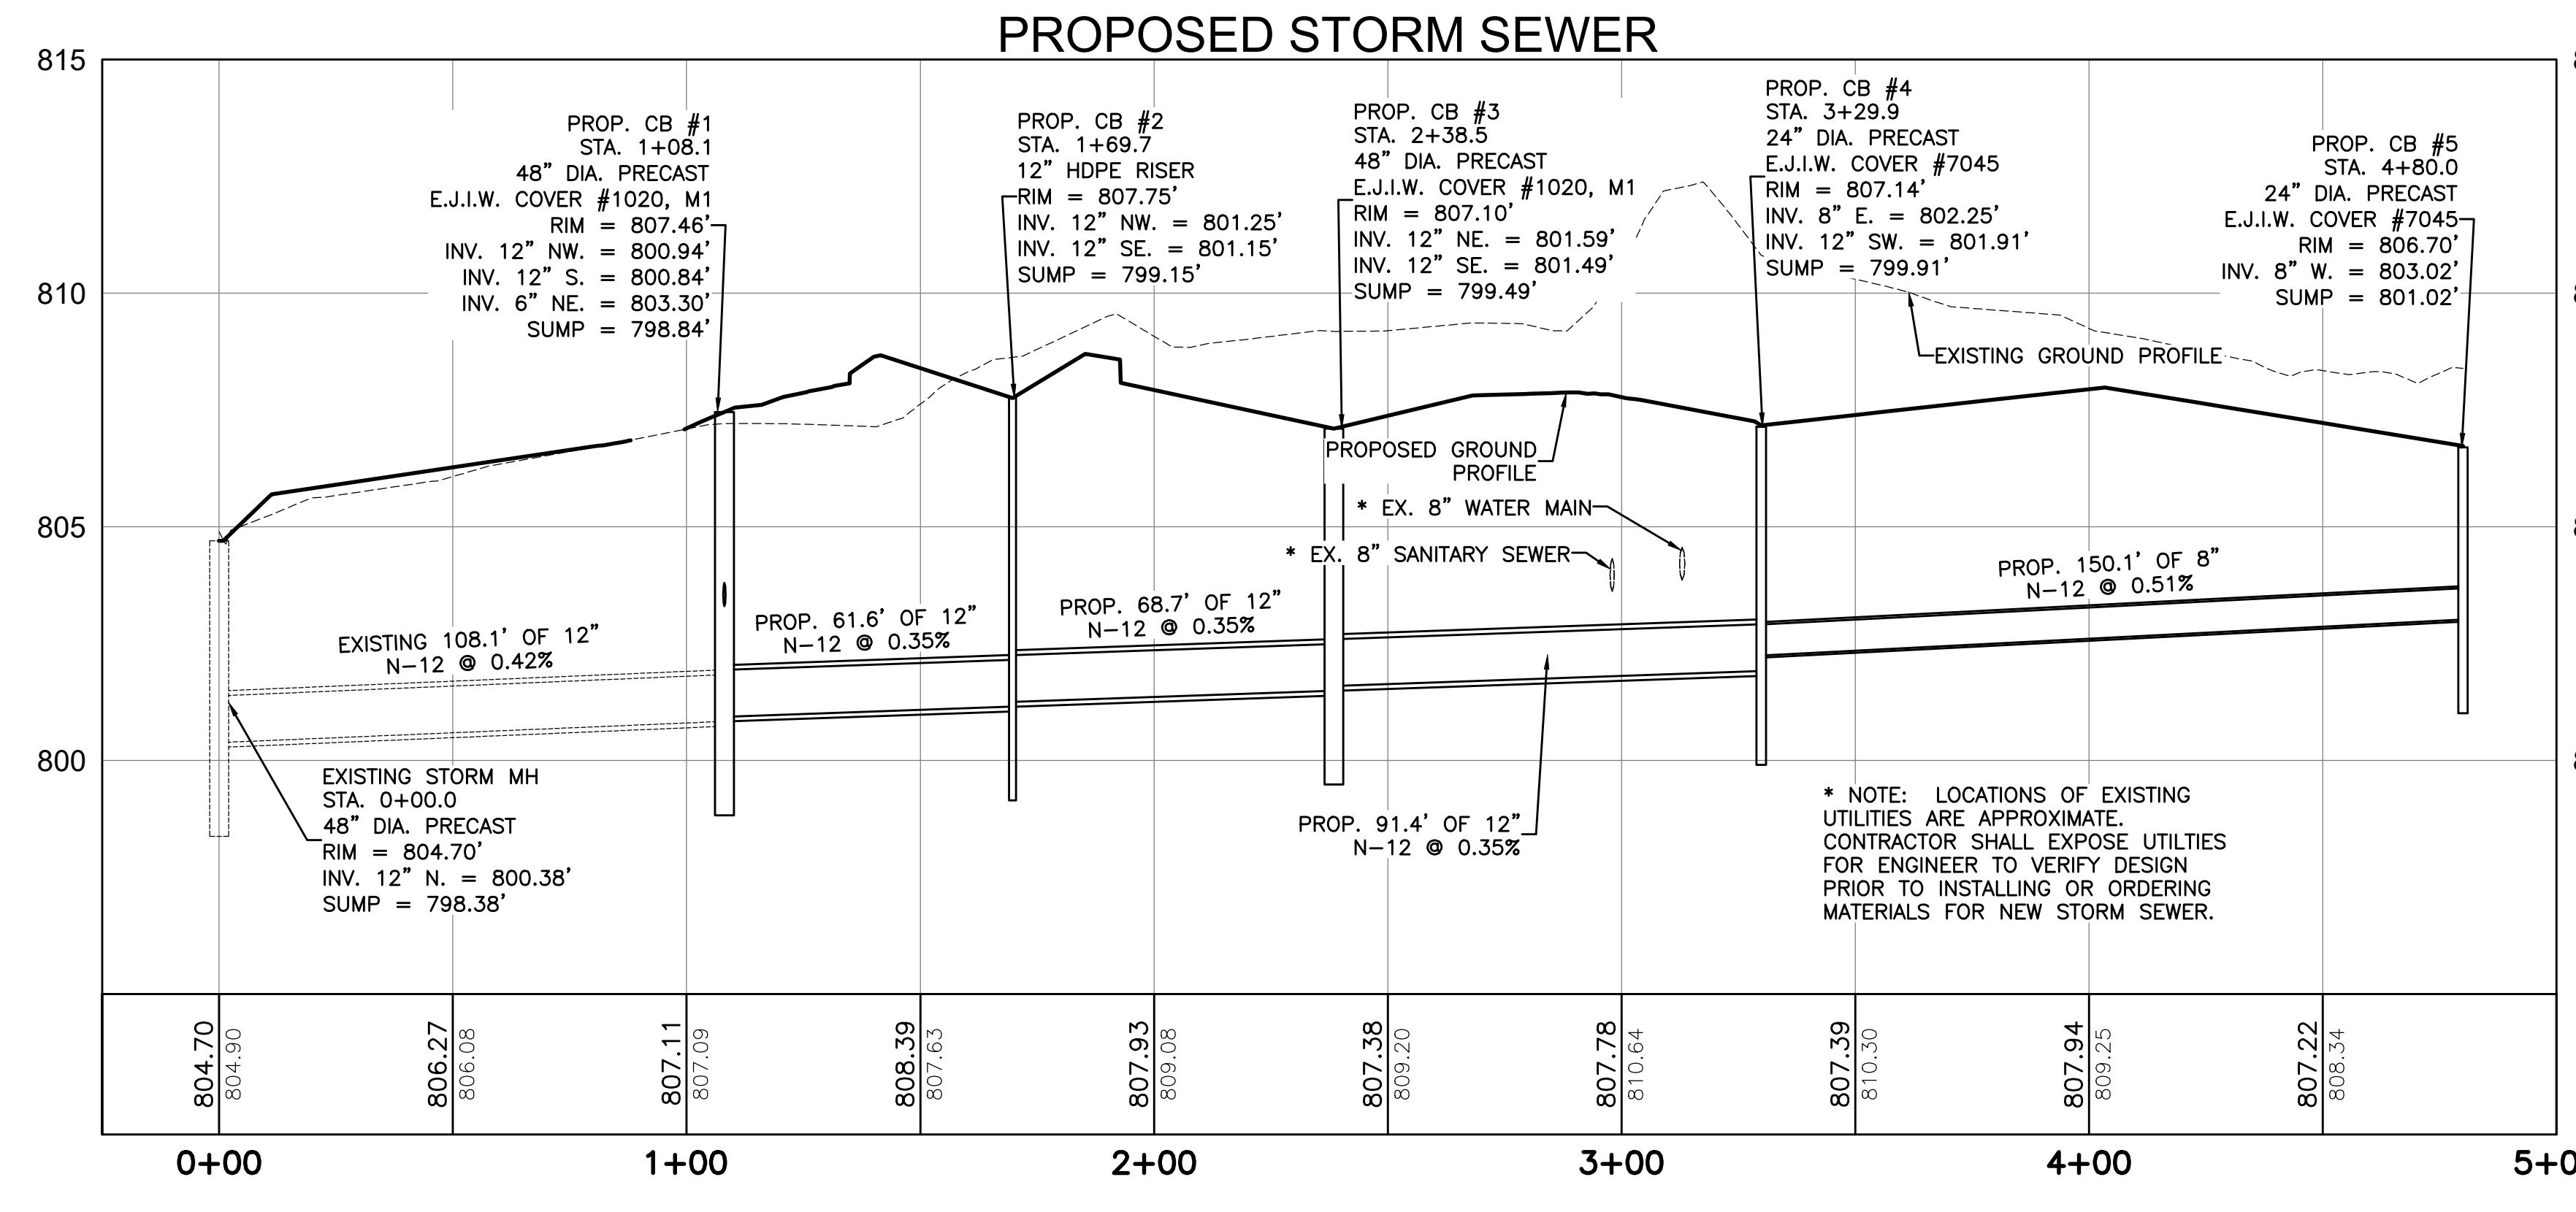 PROPOSED STORM SEWER
815
810
805
800
PROP. CB #1
STA. 1+08.1
48” DIA. PRECAST
E.J.I.W. COVER #1020, M1
RIM = 807.46’
INV. 12” NW. = 800.94’
INV. 12” S. = 800.84’
INV. 6” NE. = 803.30’
SUMP = 798.84’
PROP. CB #2
STA. 1+69.7
12” HDPE RISER
RIM = 807.75’
INV. 12” NW. = 801.25’
INV. 12” SE. = 801.15’
SUMP = 799.15’
PROP. CB #3
STA. 2+38.5
48” DIA. PRECAST
E.J.I.W. COVER #1020, M1
RIM = 807.10’
INV. 12” NE. = 801.59’
INV. 12” SE. = 801.49’
SUMP = 799.49’
PROP. CB #4
STA. 3+29.9
24” DIA. PRECAST
E.J.I.W. COVER #7045
RIM = 807.14’
INV. 8” E. = 802.25’
INV. 12” SW. = 801.91’
SUMP = 799.91’
PROP. CB #5
STA. 4+80.0
24” DIA. PRECAST
E.J.I.W. COVER #7045
RIM = 806.70’
INV. 8” W. = 803.02’
SUMP = 801.02’
EXISTING GROUND PROFILE
PROPOSED GROUND
PROFILE
* EX. 8” WATER MAIN
* EX. 8” SANITARY SEWER
EXISTING 108.1’ OF 12”
N-12 @ 0.42%
PROP. 61.6’ OF 12”
N-12 @ 0.35%
PROP. 68.7’ OF 12”
N-12 @ 0.35%
PROP. 150.1’ OF 8”
N-12 @ 0.51%
EXISTING STORM MH
STA. 0+00.0
48” DIA. PRECAST
RIM = 804.70’
INV. 12” N. = 800.38’
SUMP = 798.38’
PROP. 91.4’ OF 12”
N-12 @ 0.35%
* NOTE: LOCATIONS OF EXISTING
UTILITIES ARE APPROXIMATE.
CONTRACTOR SHALL EXPOSE UTILTIES
FOR ENGINEER TO VERIFY DESIGN
PRIOR TO INSTALLING OR ORDERING
MATERIALS FOR NEW STORM SEWER.
804.70
804.90
806.27
806.08
807.11
807.09
808.39
807.63
807.93
809.08
807.38
809.20
807.78
810.64
807.39
810.30
807.94
809.25
807.22
808.34
0+00
1+00
2+00
3+00
4+00